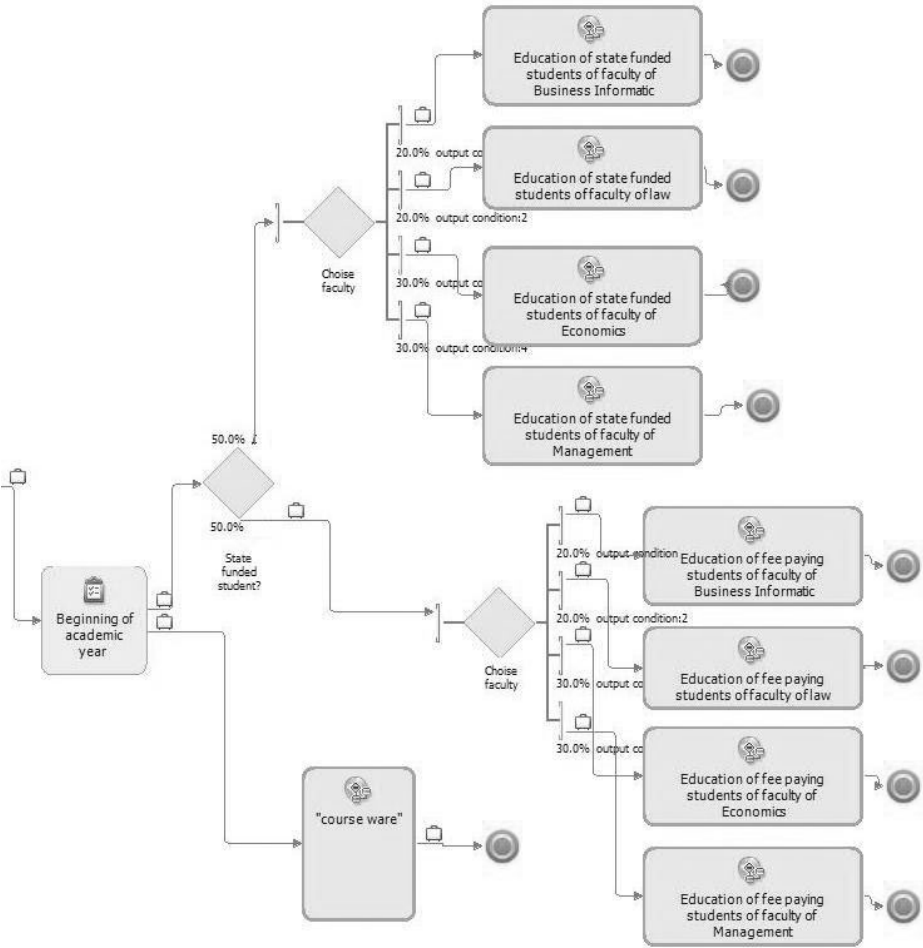 Education of state funded
students of faculty of
Business Informatic
20.0% output co
Education of state funded
students of faculty of law
20.0% output condition:2
Choise
faculty
30.0% output co
Education of state funded
students of faculty of
Economics
30.0% output condition:4
Education of state funded
students of faculty of
Management
50.0%
50.0%
State
funded
student?
Beginning of
academic
year
20.0% output condition
Education of fee paying
students of faculty of
Business Informatic
20.0% output condition:2
Choise
faculty
30.0% output co
Education of fee paying
students of faculty of law
30.0% output co
Education of fee paying
students of faculty of
Economics
"course ware"
Education of fee paying
students of faculty of
Management